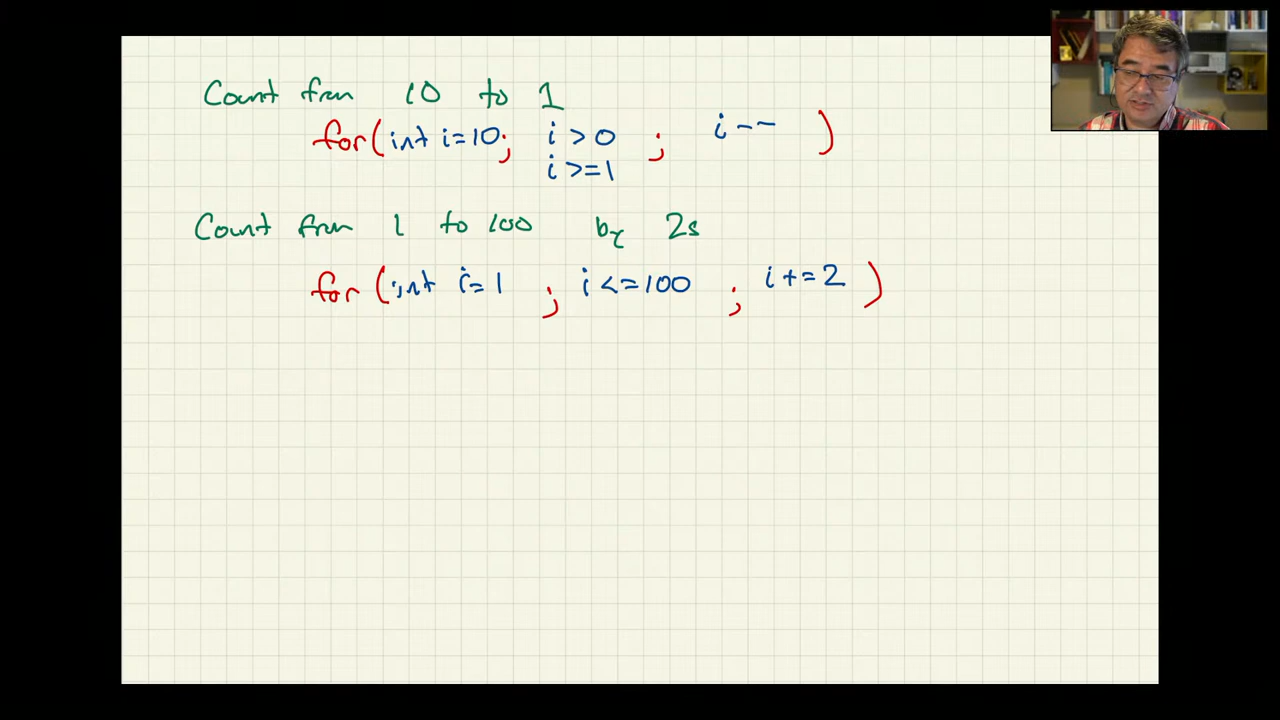 Count from 10 to 1
for(int i=10; i>0 ; i-- )
i>=1
Count from 1 to 100 by 2s
for (int i=1 ; i<=100 ; i+=2 )